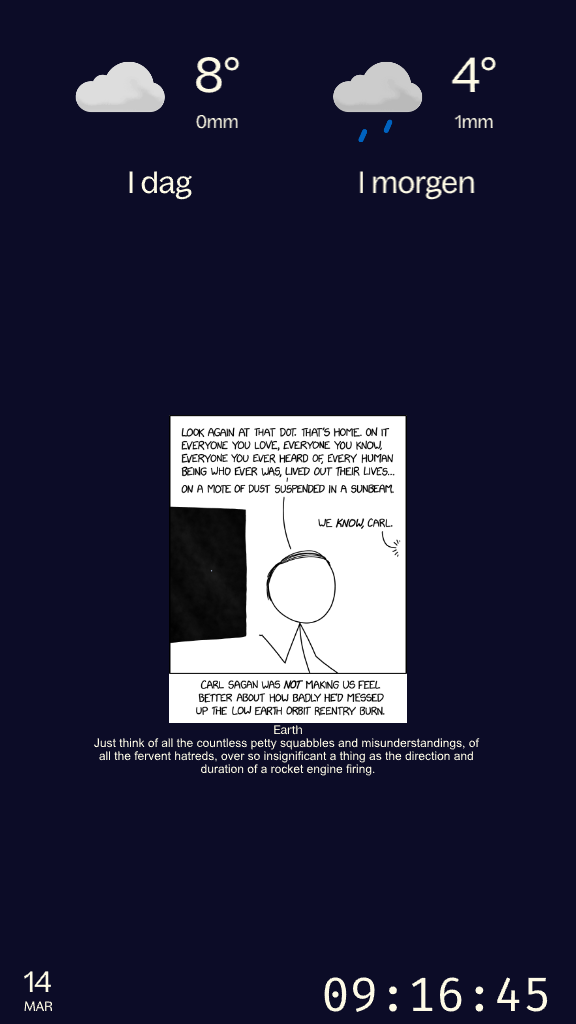 8°
0mm
I dag
4°
1mm
I morgen
LOOK AGAIN AT THAT DOT. THAT'S HOME. ON IT
EVERYONE YOU LOVE, EVERYONE YOU KNOW,
EVERYONE YOU EVER HEARD OF, EVERY HUMAN
BEING WHO EVER WAS, LIVED OUT THEIR LIVES...
ON A MOTE OF DUST SUSPENDED IN A SUNBEAM.
WE KNOW, CARL.
CARL SAGAN WAS NOT MAKING US FEEL
BETTER ABOUT HOW BADLY HE'D MESSED
UP THE LOW EARTH ORBIT REENTRY BURN.
Earth
Just think of all the countless petty squabbles and misunderstandings, of
all the fervent hatreds, over so insignificant a thing as the direction and
duration of a rocket engine firing.
14
MAR
09:16:45